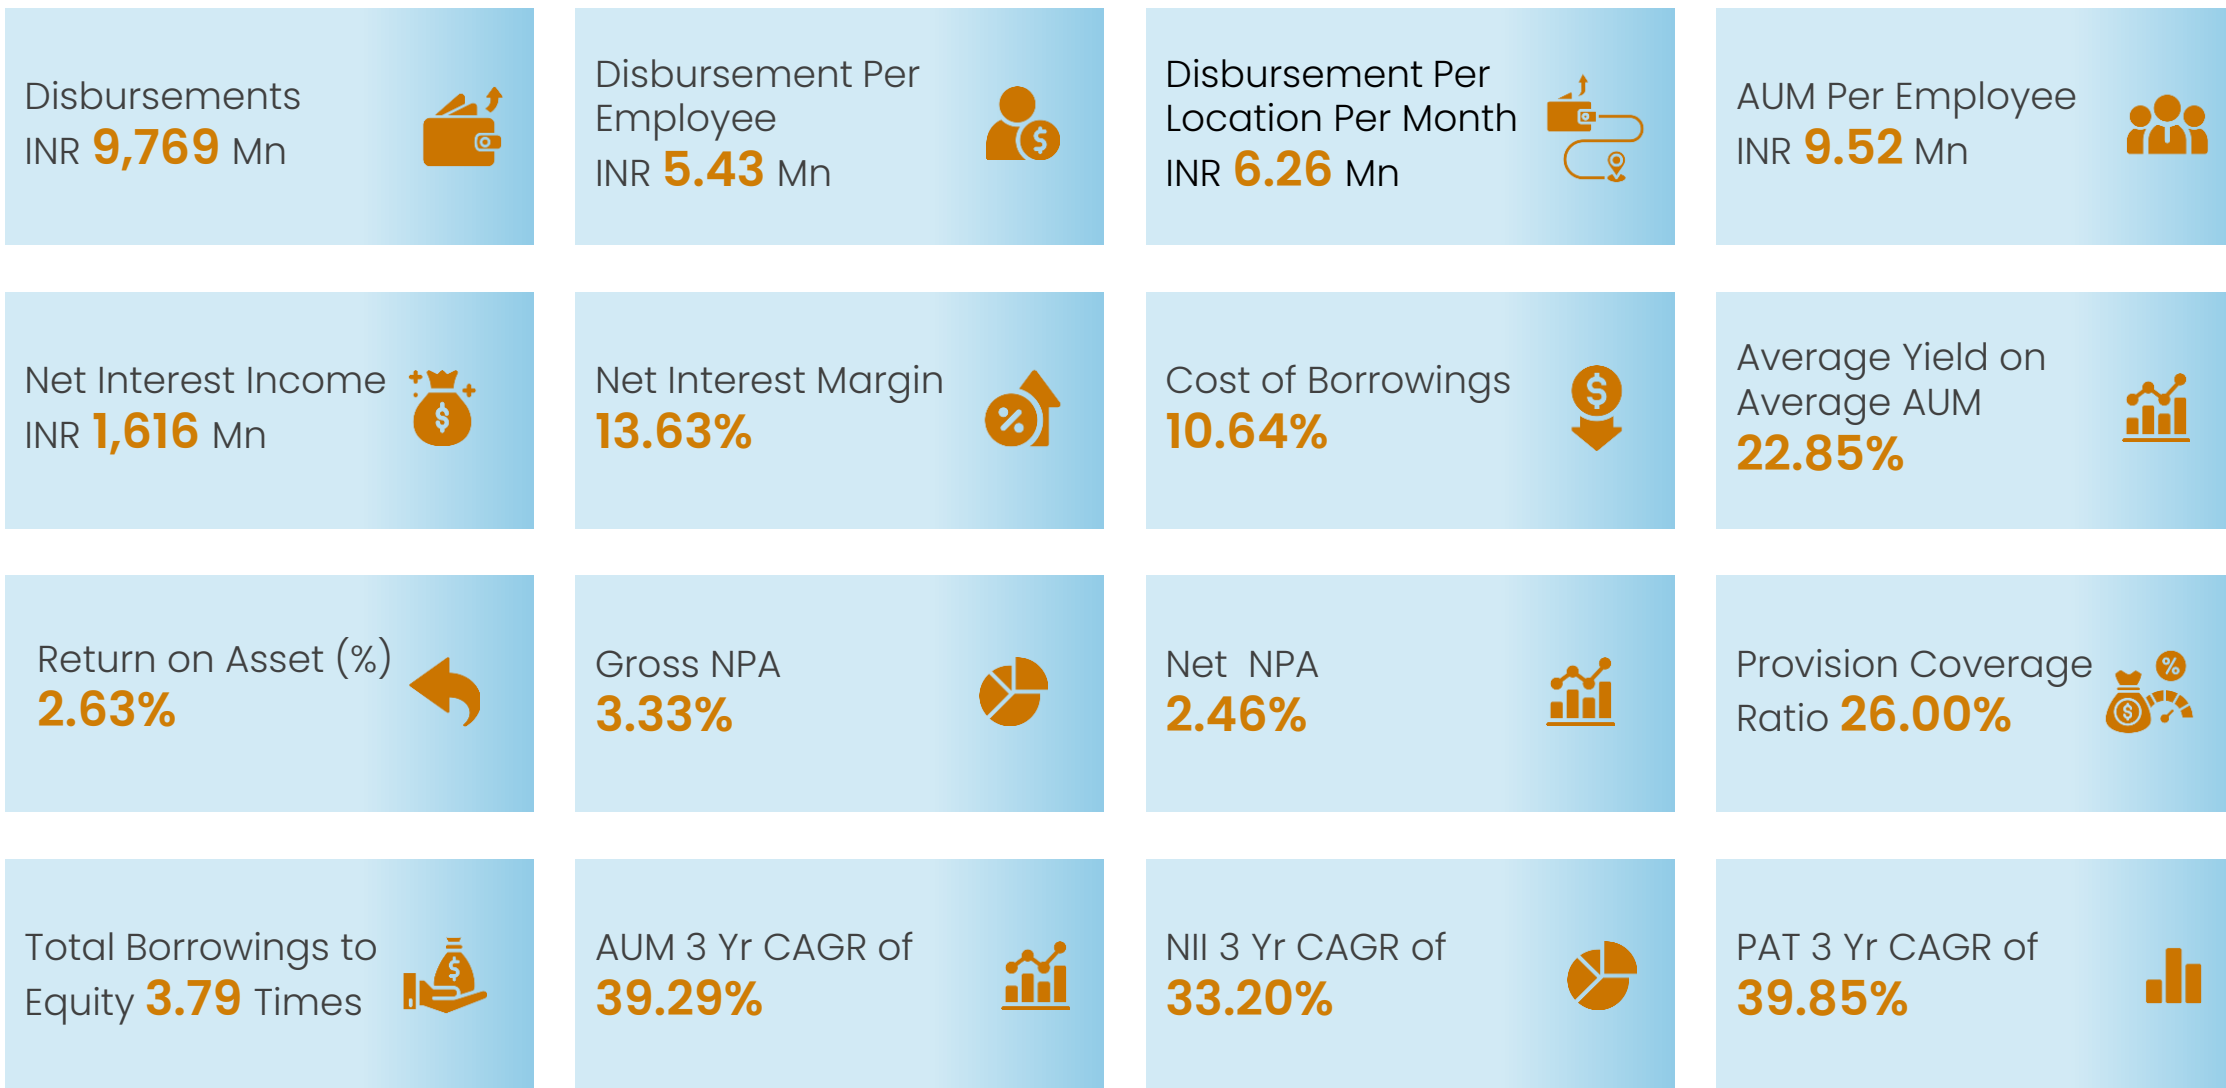 Disbursements
INR 9,769 Mn
Disbursement Per
Employee
INR 5.43 Mn
Disbursement Per
Location Per Month
INR 6.26 Mn
AUM Per Employee
INR 9.52 Mn
Net Interest Income
INR 1,616 Mn
Net Interest Margin
13.63%
Cost of Borrowings
10.64%
Average Yield on
Average AUM
22.85%
Return on Asset (%)
2.63%
Gross NPA
3.33%
Net NPA
2.46%
Provision Coverage
Ratio 26.00%
Total Borrowings to
Equity 3.79 Times
AUM 3 Yr CAGR of
39.29%
NII 3 Yr CAGR of
33.20%
PAT 3 Yr CAGR of
39.85%